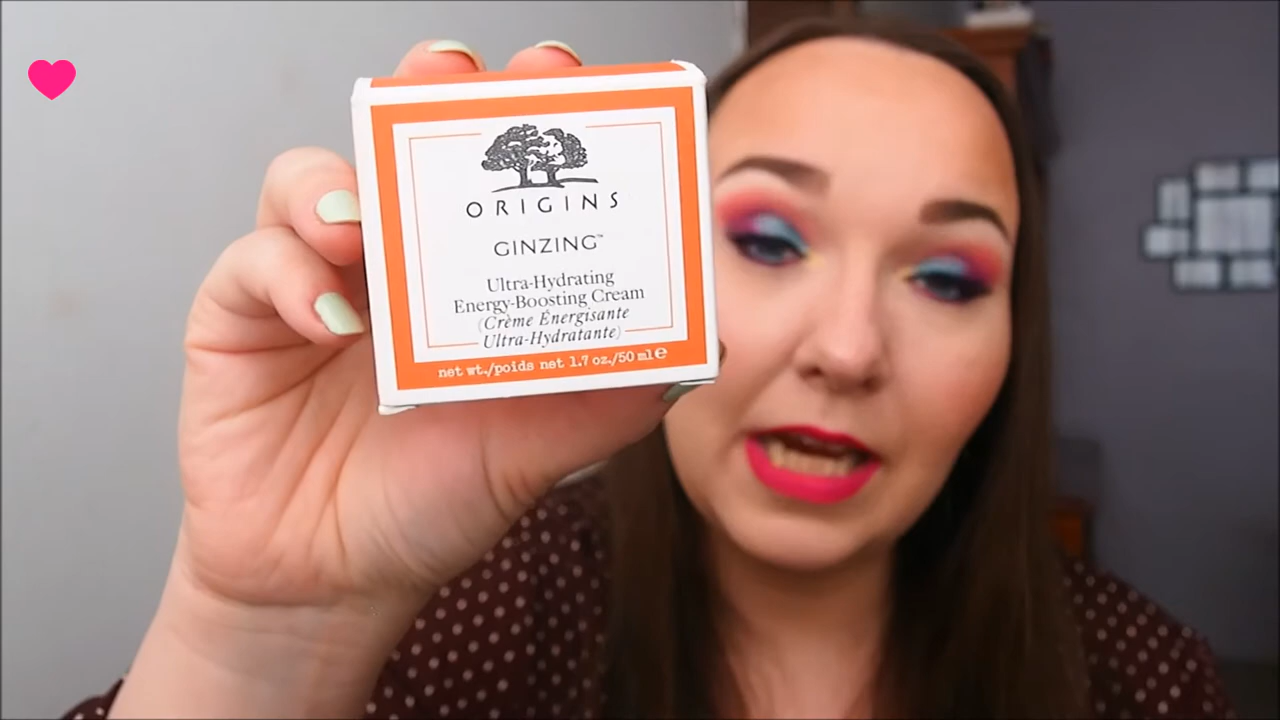 ORIGINS
GINZING™
Ultra-Hydrating
Energy-Boosting Cream
(Crème Énergisante
Ultra-Hydratante)
net wt./poids net 1.7 oz./50 ml e